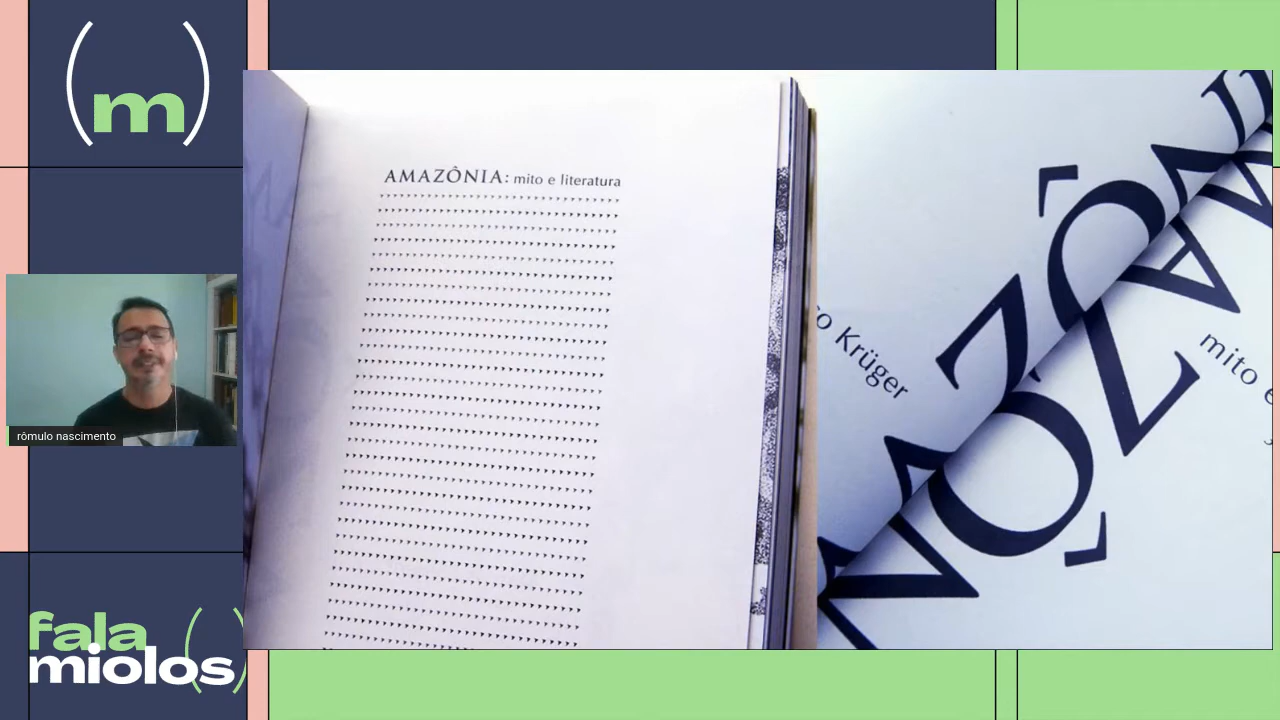 (m)
AMAZÔNIA: mito e literatura
Krüger
mito
rômulo nascimento
fala
miolos()